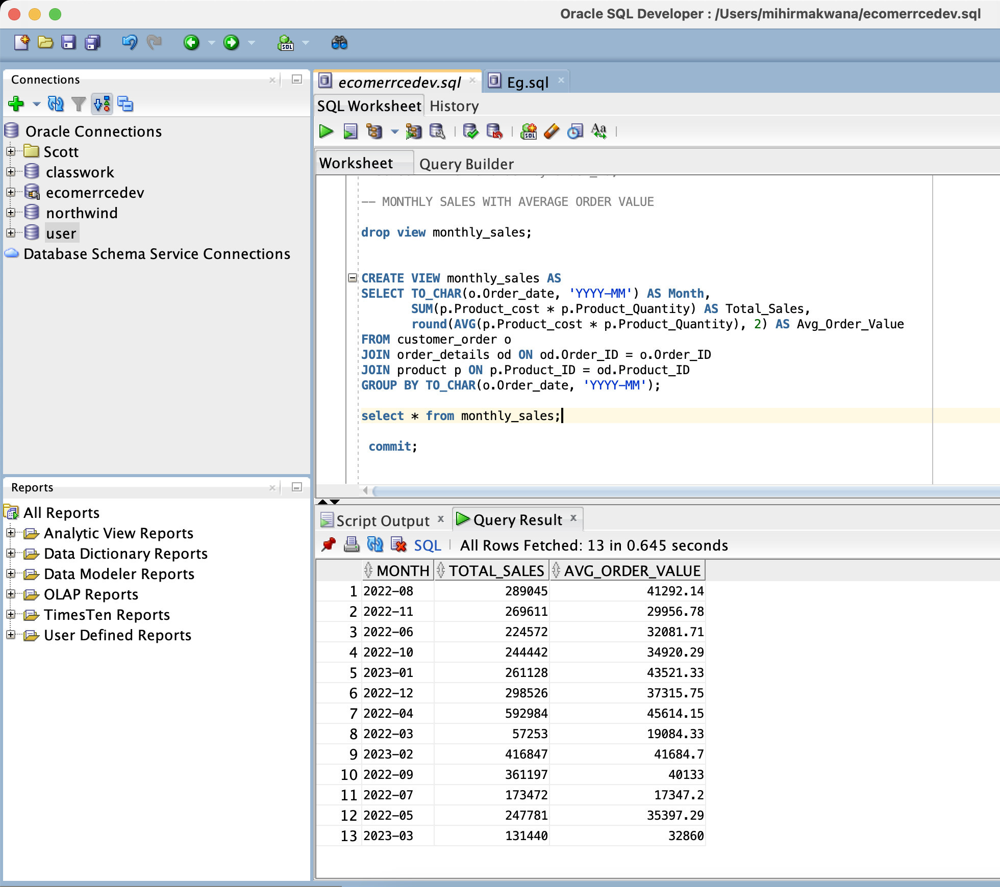 Oracle SQL Developer : /Users/mihirmakwana/ecomerrcedev.sql
Connections
Oracle Connections
Scott
classwork
ecomerrcedev
northwind
user
Database Schema Service Connections
Reports
All Reports
Analytic View Reports
Data Dictionary Reports
Data Modeler Reports
OLAP Reports
TimesTen Reports
User Defined Reports
ecomerrcedev.sql Eg.sql
SQL Worksheet History
Worksheet Query Builder
-- MONTHLY SALES WITH AVERAGE ORDER VALUE
drop view monthly_sales;
CREATE VIEW monthly_sales AS
SELECT TO_CHAR(o.Order_date, 'YYYY-MM') AS Month,
SUM(p.Product_cost * p.Product_Quantity) AS Total_Sales,
round(AVG(p.Product_cost * p.Product_Quantity), 2) AS Avg_Order_Value
FROM customer_order o
JOIN order_details od ON od.Order_ID = o.Order_ID
JOIN product p ON p.Product_ID = od.Product_ID
GROUP BY TO_CHAR(o.Order_date, 'YYYY-MM');
select * from monthly_sales;
commit;
Script Output Query Result
SQL All Rows Fetched: 13 in 0.645 seconds
MONTH TOTAL_SALES AVG_ORDER_VALUE
1 2022-08 289045 41292.14
2 2022-11 269611 29956.78
3 2022-06 224572 32081.71
4 2022-10 244442 34920.29
5 2023-01 261128 43521.33
6 2022-12 298526 37315.75
7 2022-04 592984 45614.15
8 2022-03 57253 19084.33
9 2023-02 416847 41684.7
10 2022-09 361197 40133
11 2022-07 173472 17347.2
12 2022-05 247781 35397.29
13 2023-03 131440 32860